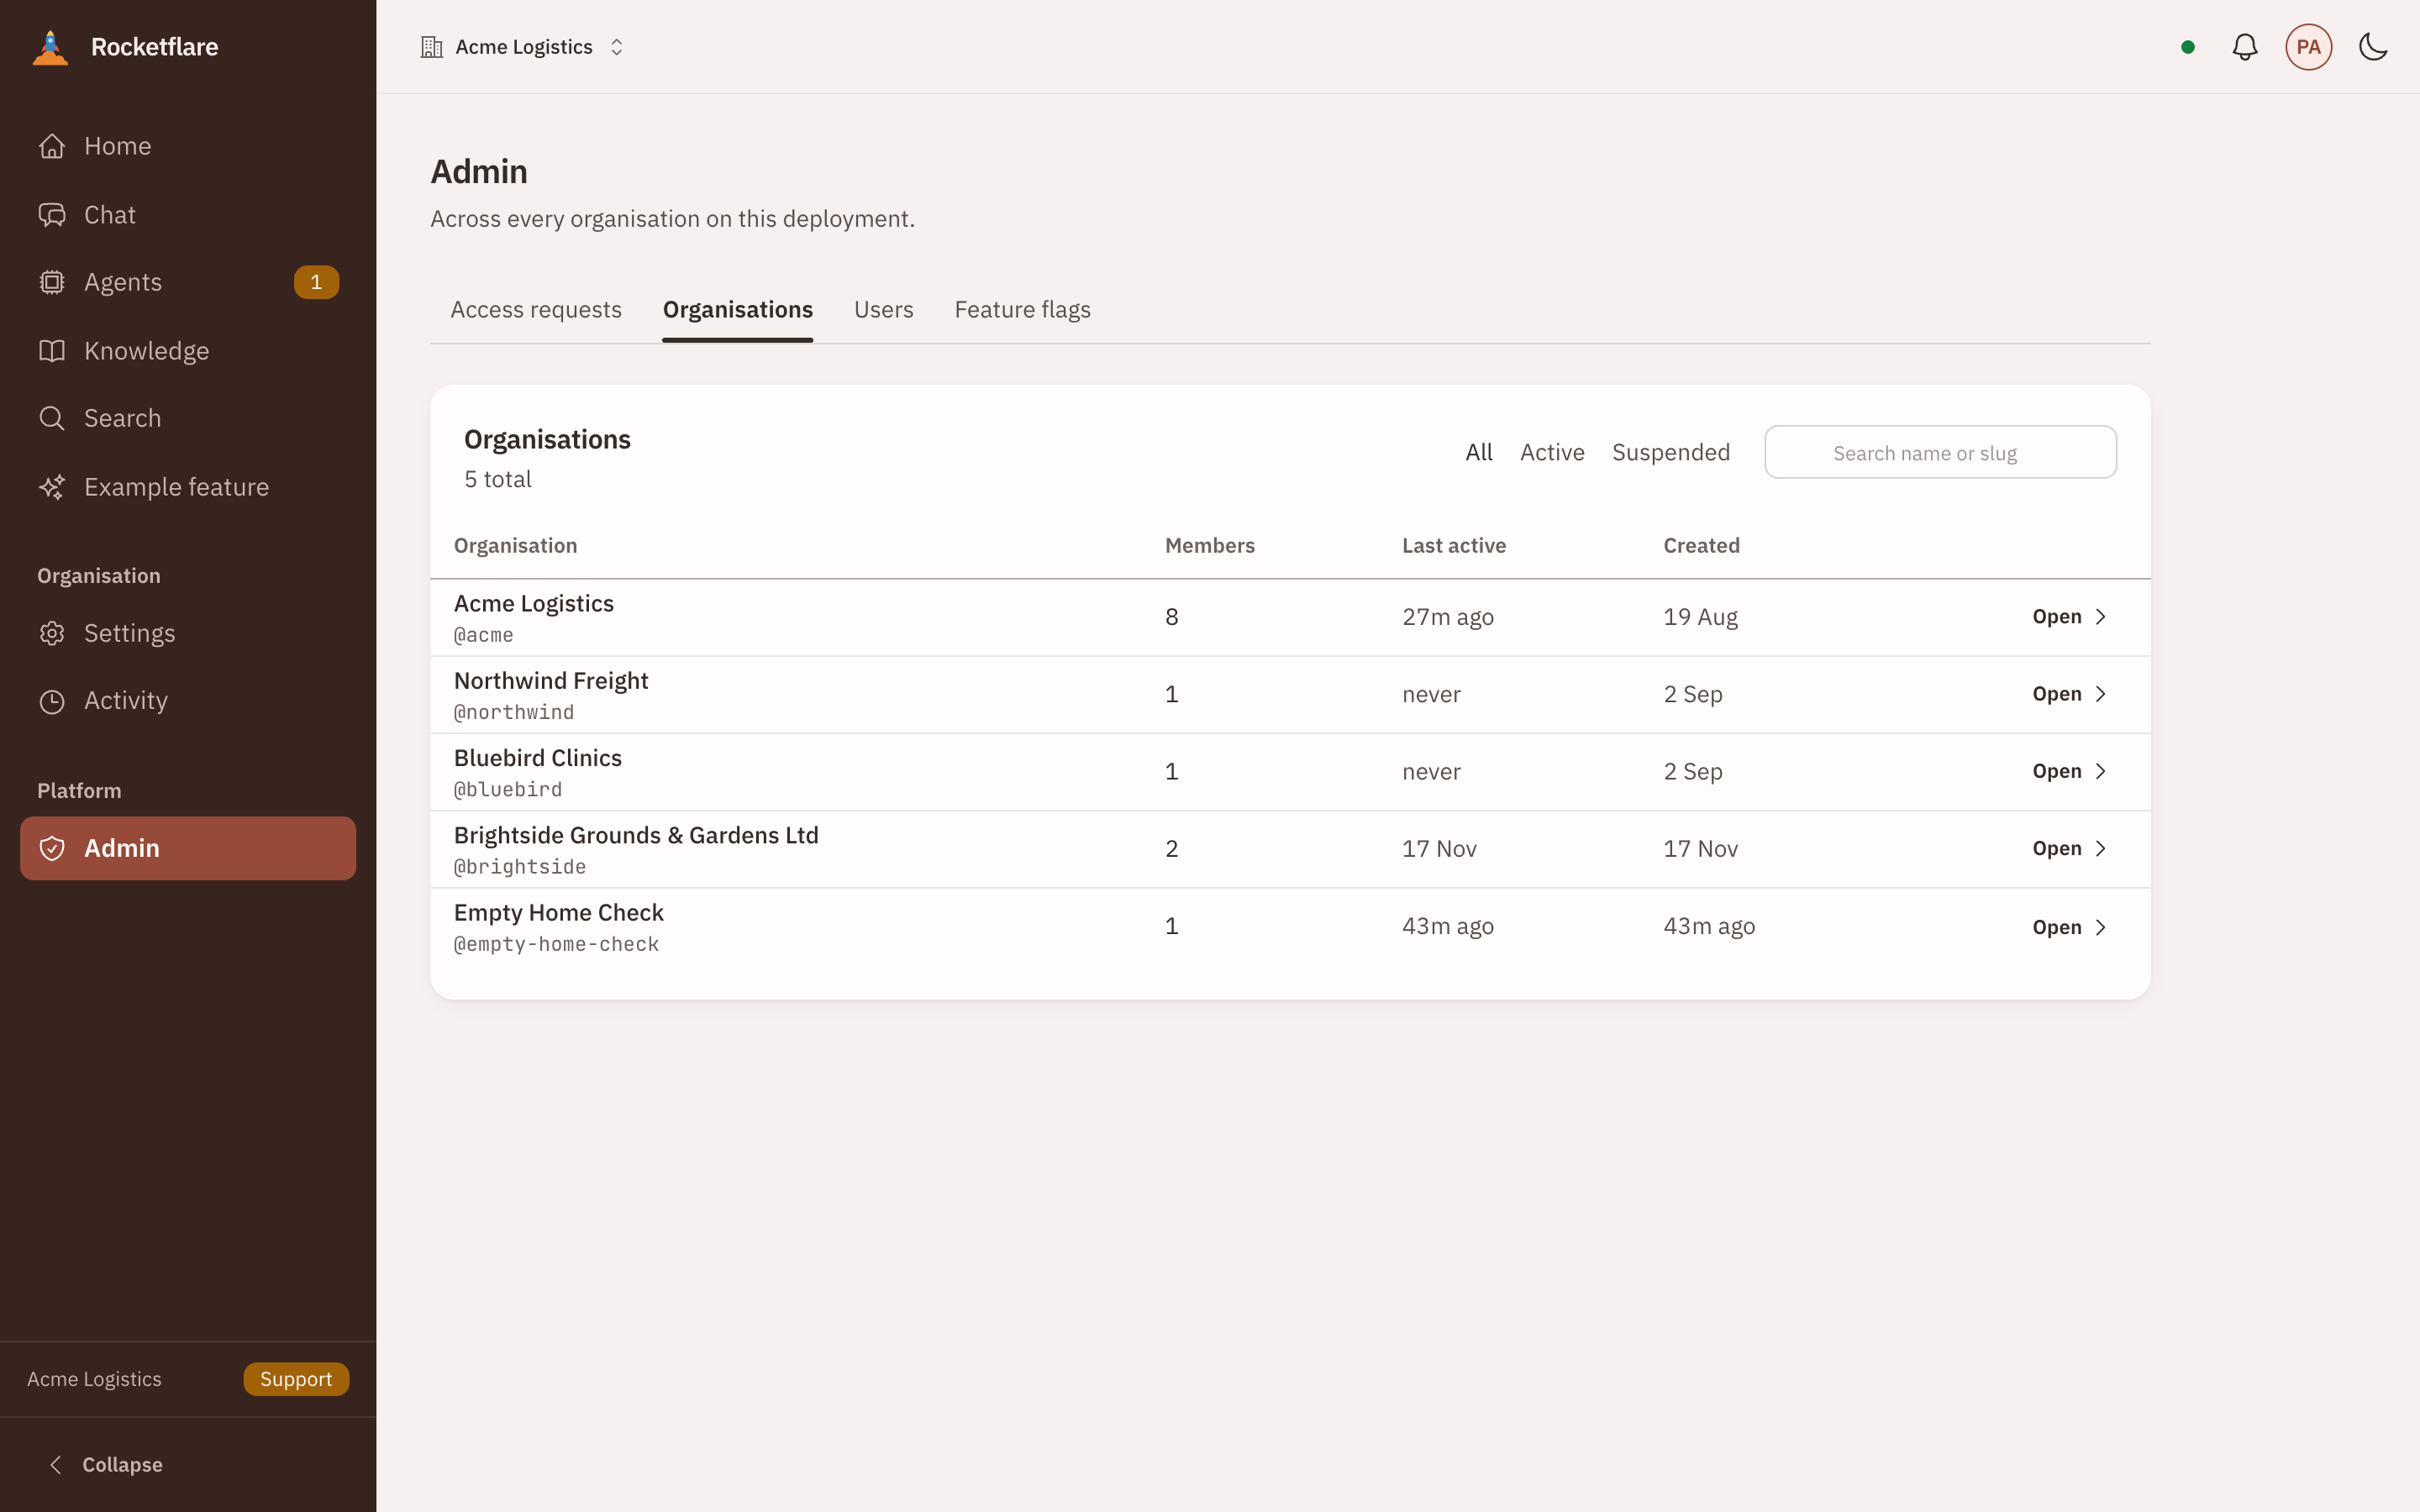 Rocketflare
Acme Logistics
PA
Home
Chat
Agents 1
Knowledge
Search
Example feature
Organisation
Settings
Activity
Platform
Admin
Acme Logistics Support
Collapse
Admin
Across every organisation on this deployment.
Access requests Organisations Users Feature flags
Organisations
5 total
All Active Suspended Search name or slug
Organisation Members Last active Created
Acme Logistics
@acme
8 27m ago 19 Aug Open
Northwind Freight
@northwind
1 never 2 Sep Open
Bluebird Clinics
@bluebird
1 never 2 Sep Open
Brightside Grounds & Gardens Ltd
@brightside
2 17 Nov 17 Nov Open
Empty Home Check
@empty-home-check
1 43m ago 43m ago Open